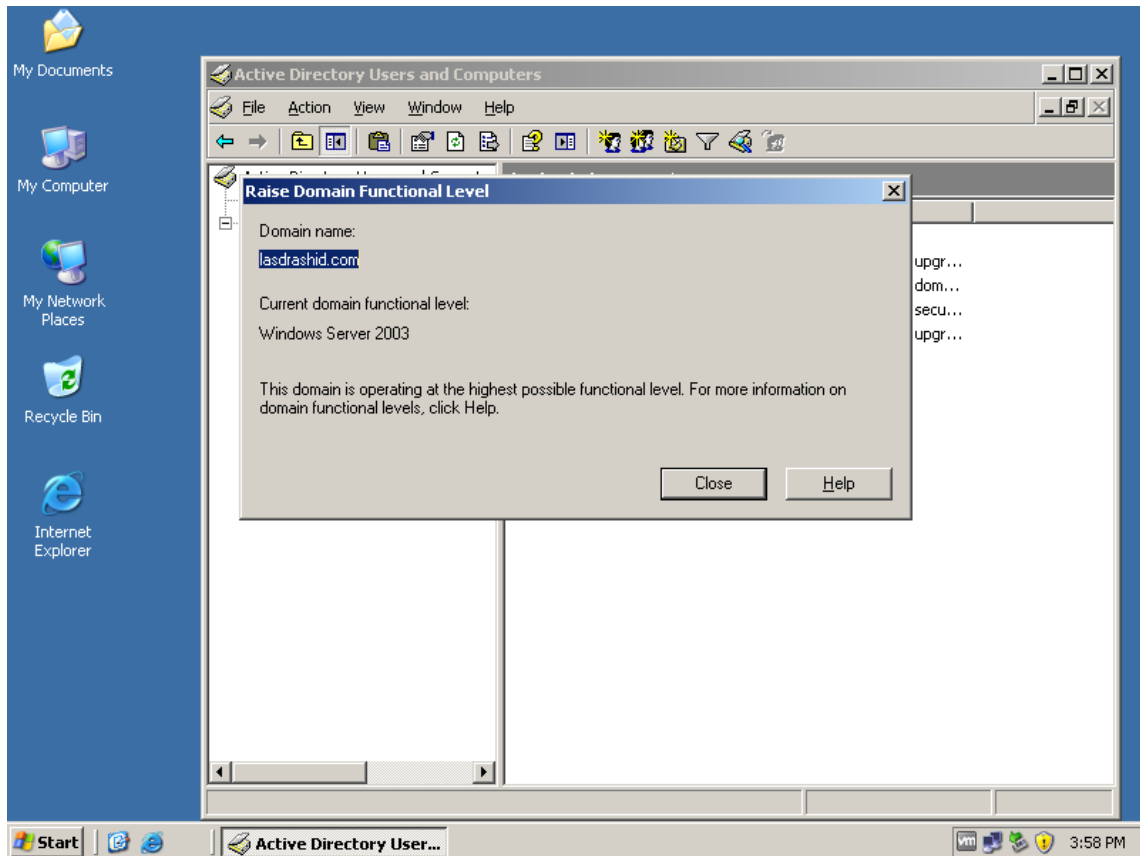 My Documents
My Computer
My Network
Places
Recycle Bin
Internet
Explorer
Active Directory Users and Computers
File Action View Window Help
Raise Domain Functional Level
Domain name:
lasdrashid.com
Current domain functional level:
Windows Server 2003
This domain is operating at the highest possible functional level. For more information on
domain functional levels, click Help.
Close Help
upgr...
dom...
secu...
upgr...
Start
Active Directory User...
vm
3:58 PM